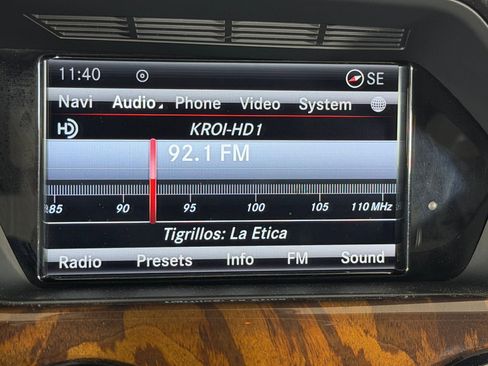 11:40 SE
Navi Audio Phone Video System
HD KROI-HD1
92.1 FM
85 90 95 100 105 110 MHz
Tigrillos: La Etica
Radio Presets Info FM Sound